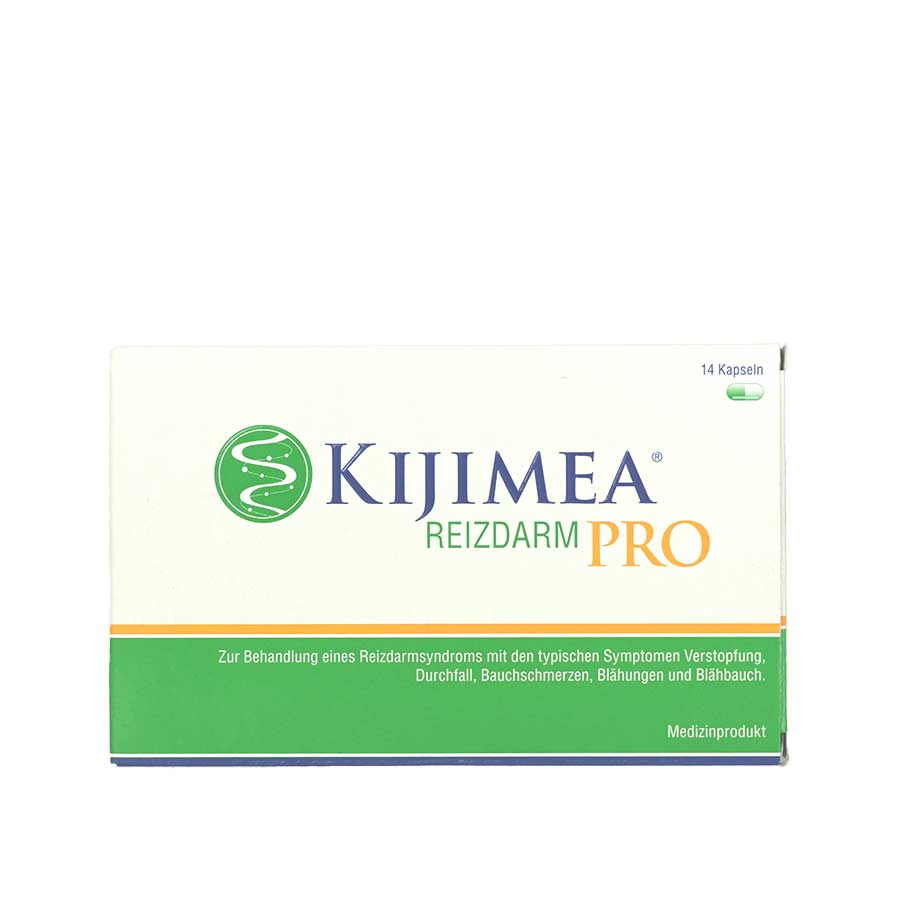 14 Kapseln
KIJIMEA®
REIZDARM PRO
Zur Behandlung eines Reizdarmsyndroms mit den typischen Symptomen Verstopfung,
Durchfall, Bauchschmerzen, Blähungen und Blähbauch.
Medizinprodukt